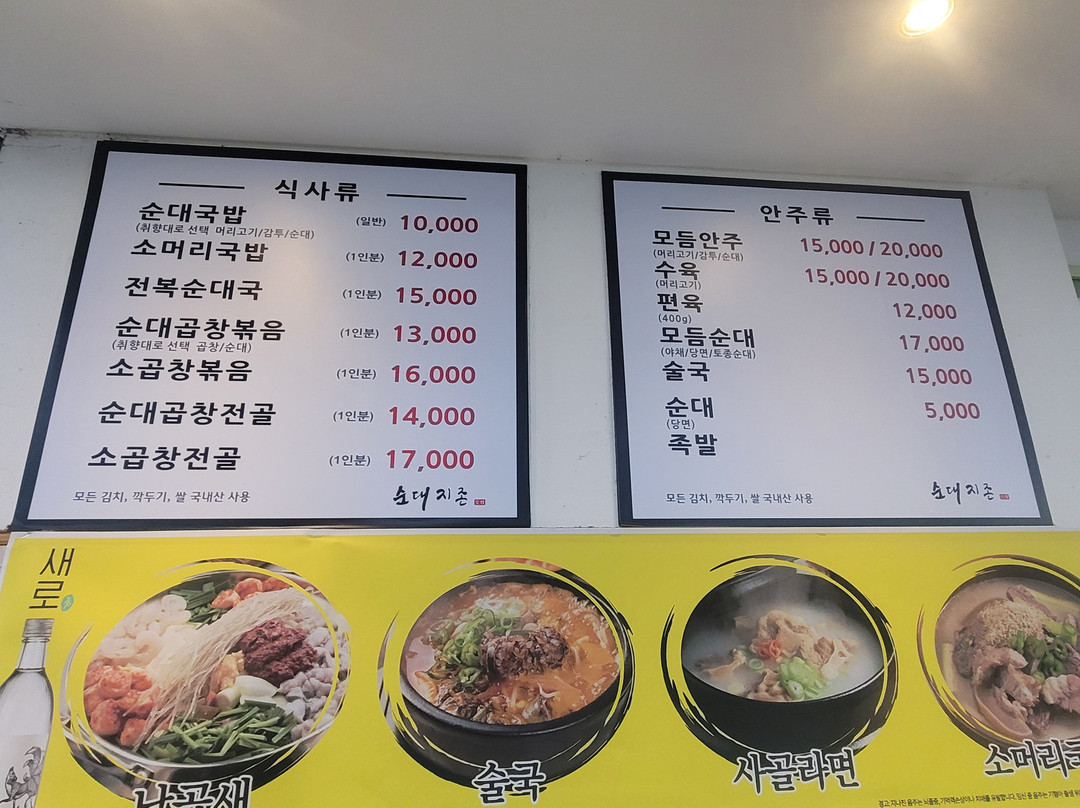 식사류
순대국밥 (일반) 10,000
(취향대로 선택 머리고기/감투/순대)
소머리국밥 (1인분) 12,000
전복순대국 (1인분) 15,000
순대곱창볶음 (1인분) 13,000
(취향대로 선택 곱창/순대)
소곱창볶음 (1인분) 16,000
순대곱창전골 (1인분) 14,000
소곱창전골 (1인분) 17,000
모든 김치, 깍두기, 쌀 국내산 사용
순대지존
안주류
모듬안주 15,000 / 20,000
(머리고기/감투/순대)
수육 15,000 / 20,000
(머리고기)
편육 12,000
(400g)
모듬순대 17,000
(야채/당면/토종순대)
술국 15,000
순대 5,000
(당면)
족발
모든 김치, 깍두기, 쌀 국내산 사용
순대지존
새로
낙곱새
술국
사골라면
소머리국